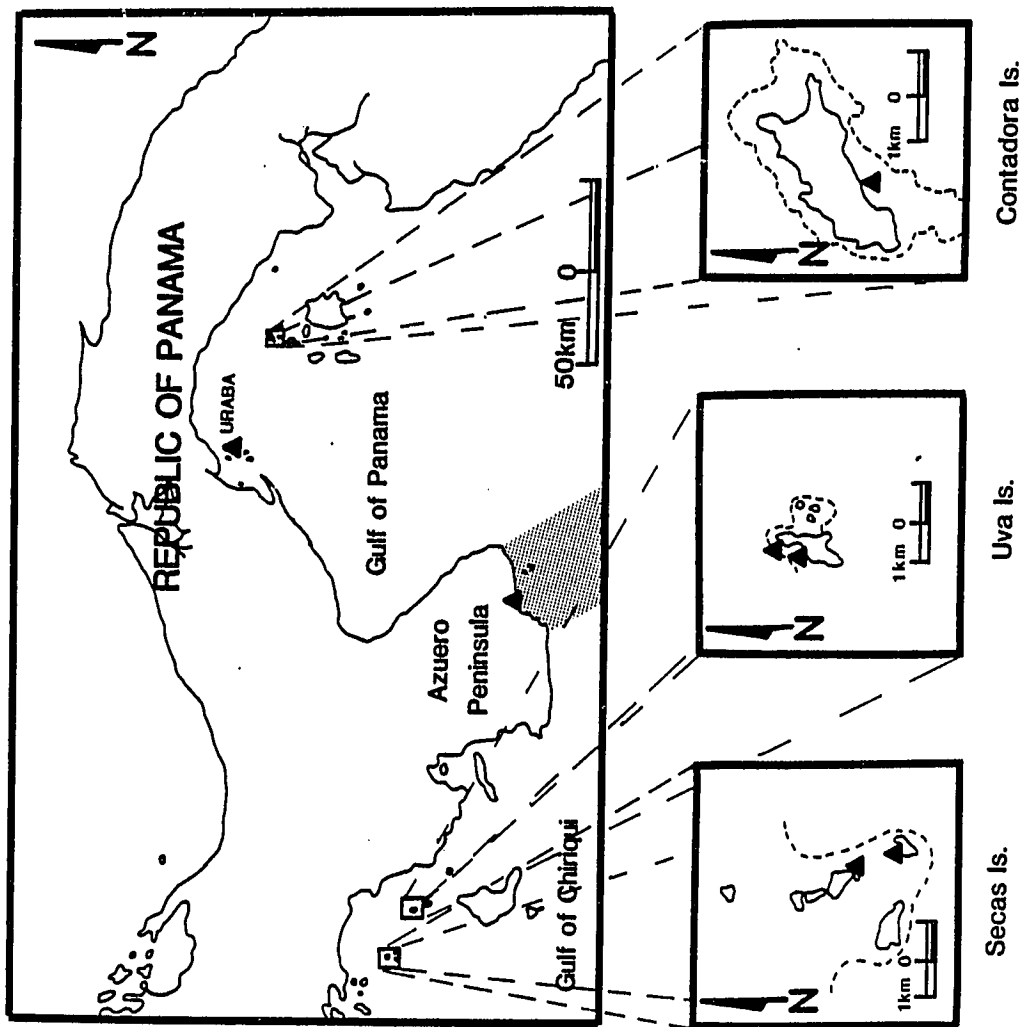 N
REPUBLIC OF PANAMA
URABA
Gulf of Panama
Azuero
Peninsula
Gulf of Chiriqui
50km 0
N
1km 0
Secas Is.
N
1km 0
Uva Is.
N
1km 0
Contadora Is.